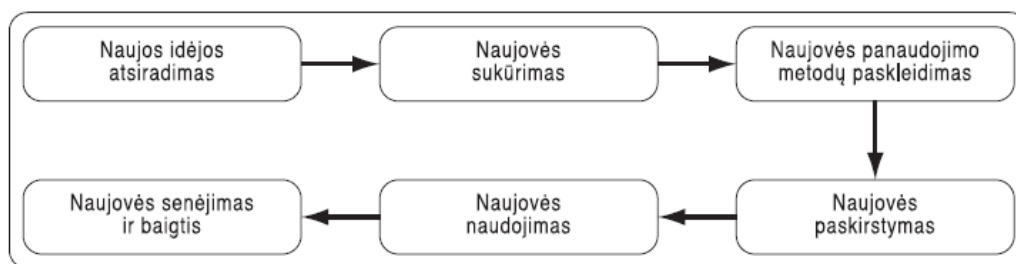 Naujos idėjos
atsiradimas
Naujovės
sukūrimas
Naujovės panaudojimo
metodų paskleidimas
Naujovės
paskirstymas
Naujovės
naudojimas
Naujovės senėjimas
ir baigtis